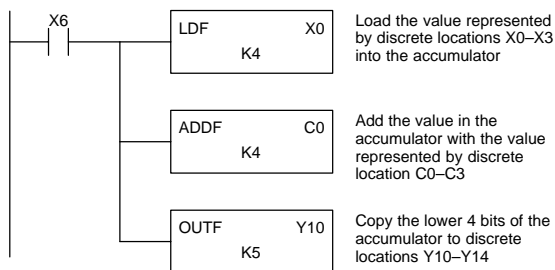 X6
LDF X0
K4
Load the value represented
by discrete locations X0–X3
into the accumulator
ADDF C0
K4
Add the value in the
accumulator with the value
represented by discrete
location C0–C3
OUTF Y10
K5
Copy the lower 4 bits of the
accumulator to discrete
locations Y10–Y14